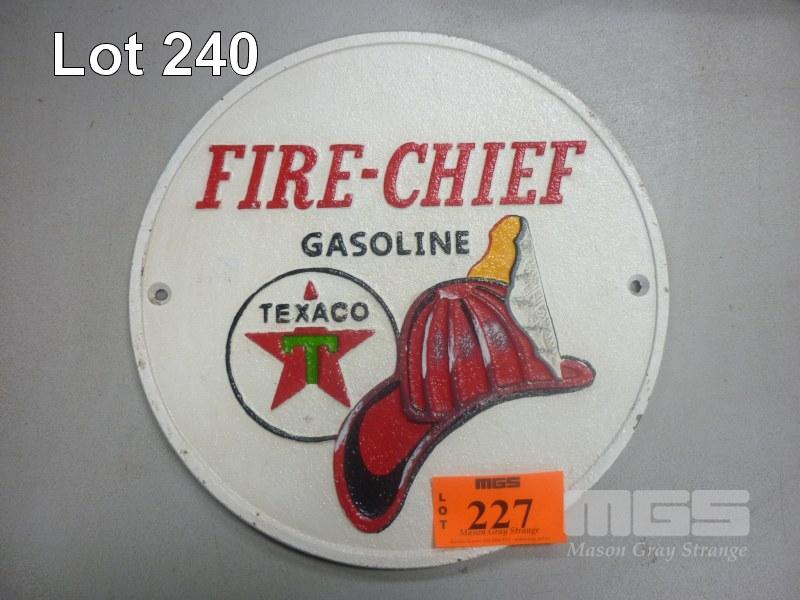 Lot 240
FIRE-CHIEF
GASOLINE
TEXACO
T
MGS
LOT
227
Mason Gray Strange
MGS
Mason Gray Strange